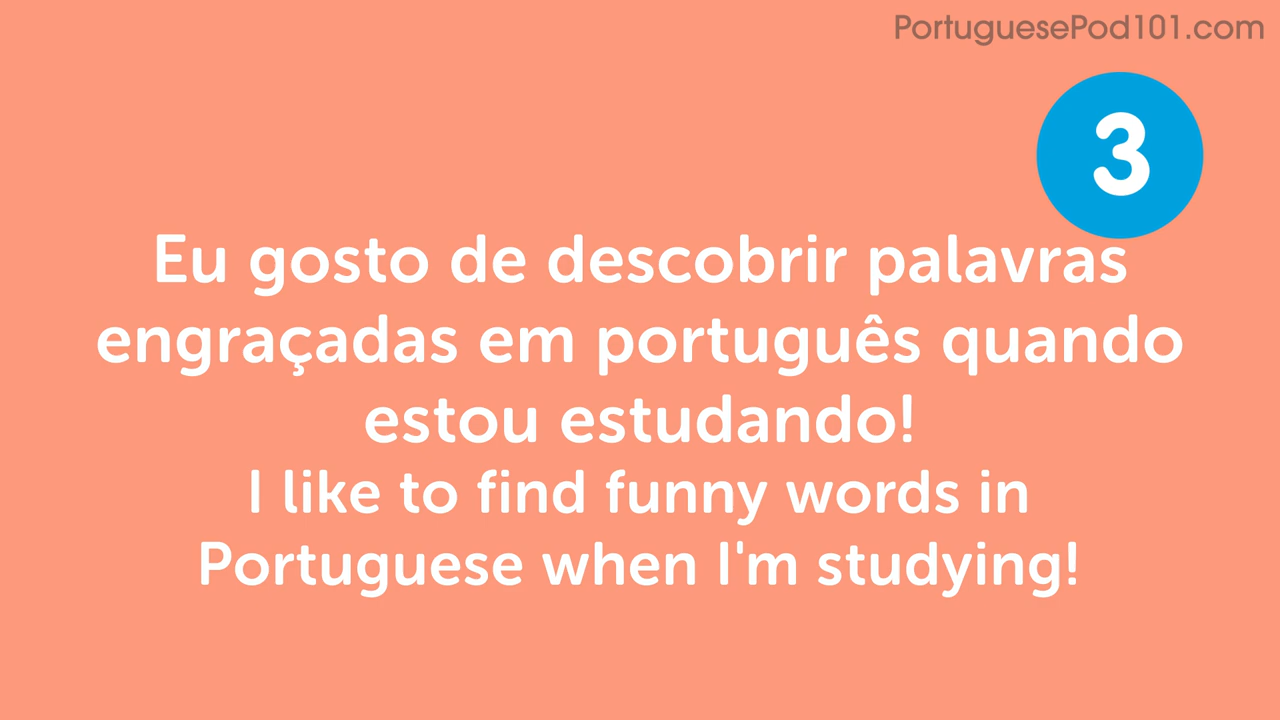 PortuguesePod101.com
3
Eu gosto de descobrir palavras
engraçadas em português quando
estou estudando!
I like to find funny words in
Portuguese when I'm studying!